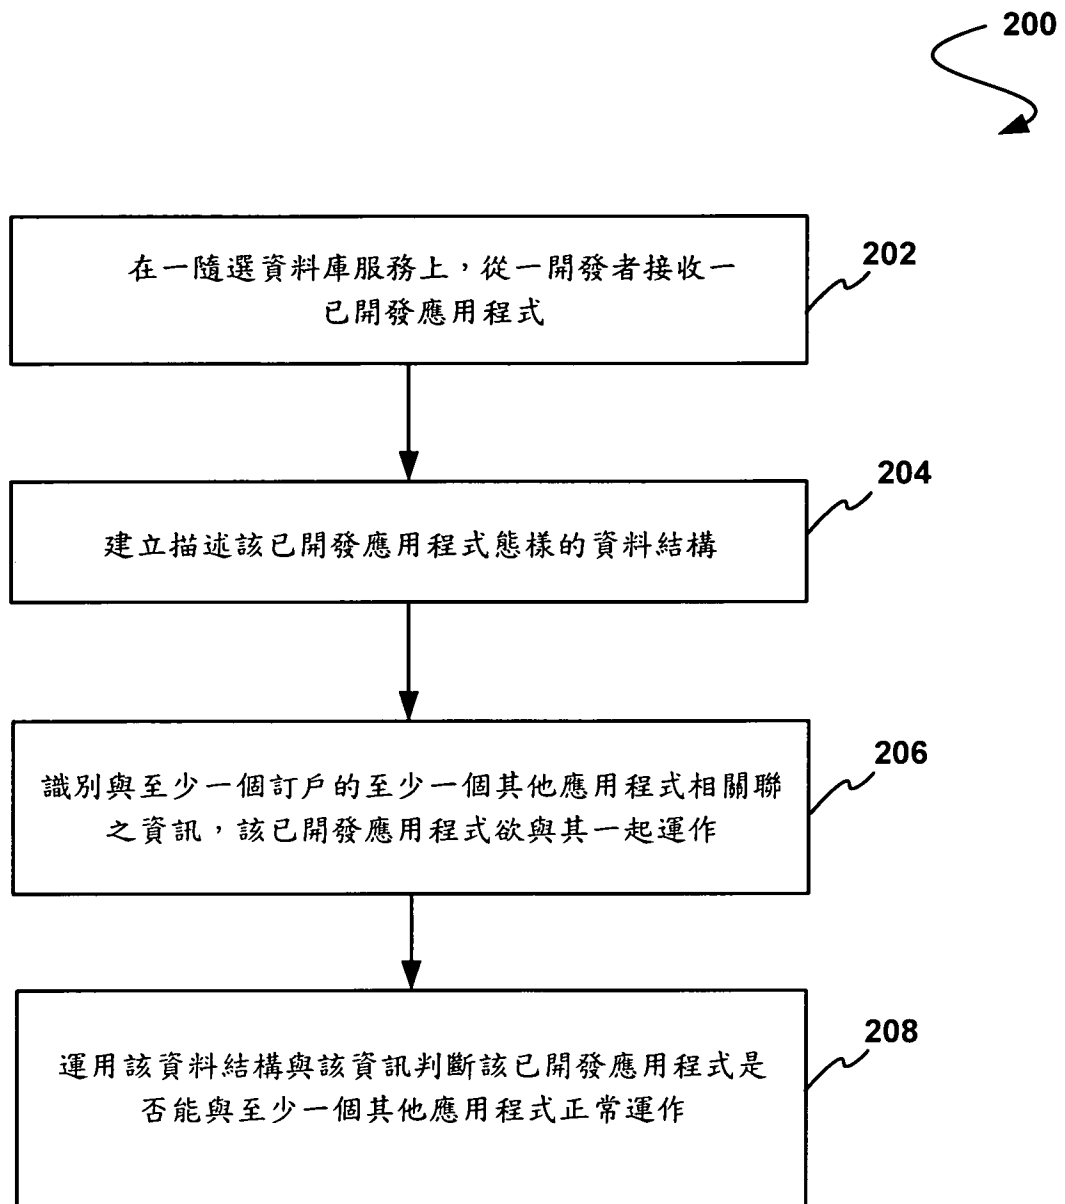 200
在一隨選資料庫服務上，從一開發者接收一
已開發應用程式
202
建立描述該已開發應用程式態樣的資料結構
204
識別與至少一個訂戶的至少一個其他應用程式相關聯
之資訊，該已開發應用程式欲與其一起運作
206
運用該資料結構與該資訊判斷該已開發應用程式是
否能與至少一個其他應用程式正常運作
208